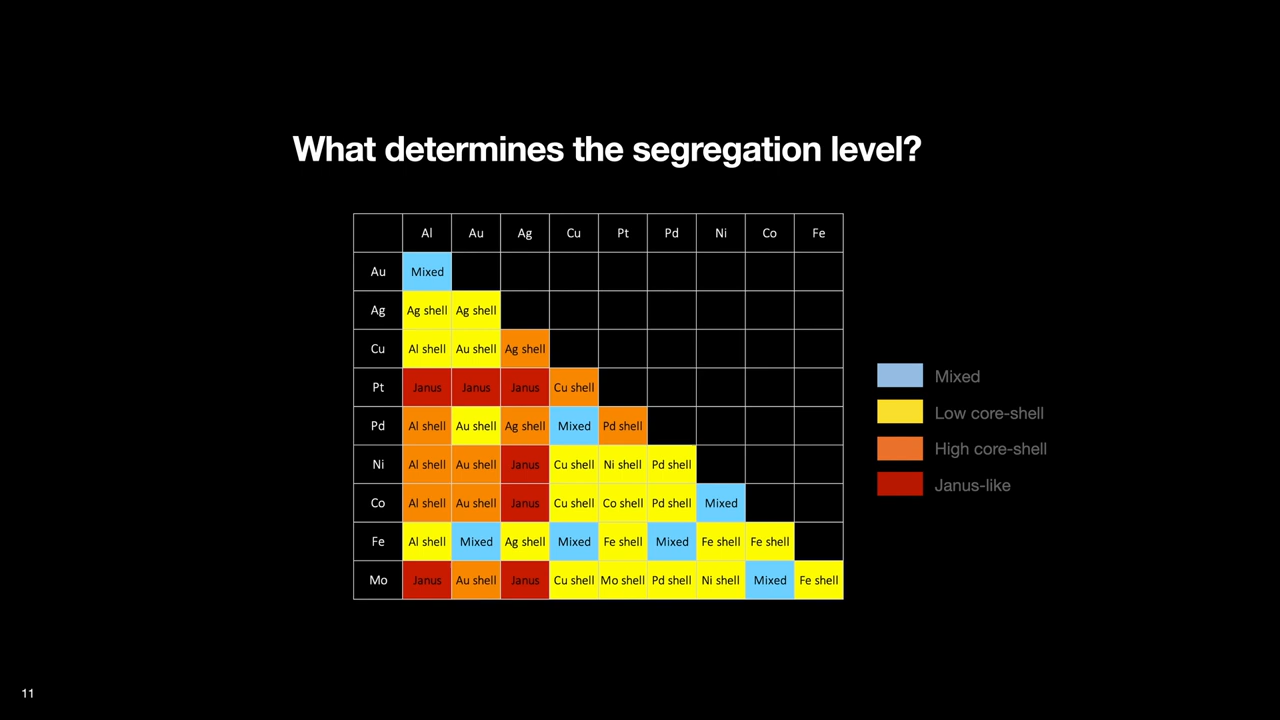 What determines the segregation level?
Al Au Ag Cu Pt Pd Ni Co Fe
Au Mixed
Ag Ag shell Ag shell
Cu Al shell Au shell Ag shell
Pt Janus Janus Janus Cu shell
Pd Al shell Au shell Ag shell Mixed Pd shell
Ni Al shell Au shell Janus Cu shell Ni shell Pd shell
Co Al shell Au shell Janus Cu shell Co shell Pd shell Mixed
Fe Al shell Mixed Ag shell Mixed Fe shell Mixed Fe shell Fe shell
Mo Janus Au shell Janus Cu shell Mo shell Pd shell Ni shell Mixed Fe shell
Mixed
Low core-shell
High core-shell
Janus-like
11